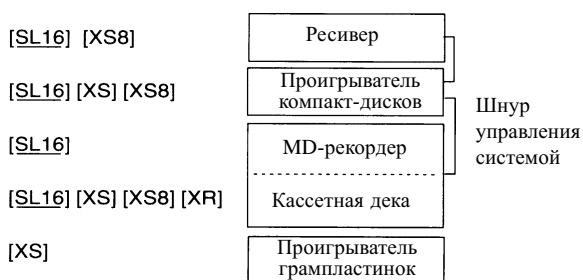 [SL16] [XS8]
Ресивер
[SL16] [XS] [XS8]
Проигрыватель
компакт-дисков
Шнур
управления
системой
[SL16]
MD-рекордер
[SL16] [XS] [XS8] [XR]
Кассетная дека
[XS]
Проигрыватель
грампластинок